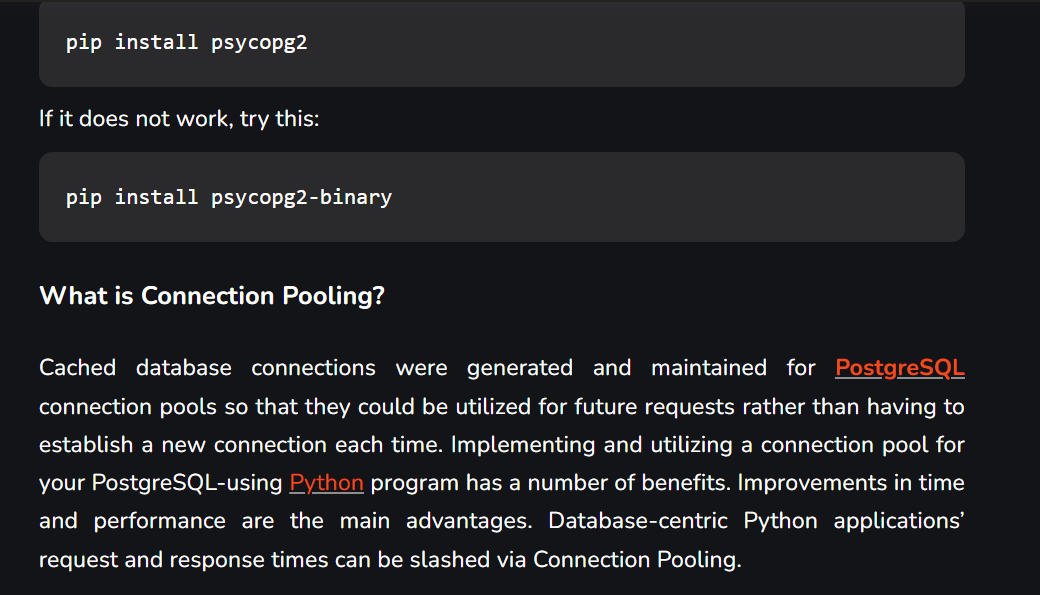 pip install psycopg2
If it does not work, try this:
pip install psycopg2-binary
What is Connection Pooling?
Cached database connections were generated and maintained for PostgreSQL
connection pools so that they could be utilized for future requests rather than having to
establish a new connection each time. Implementing and utilizing a connection pool for
your PostgreSQL-using Python program has a number of benefits. Improvements in time
and performance are the main advantages. Database-centric Python applications’
request and response times can be slashed via Connection Pooling.